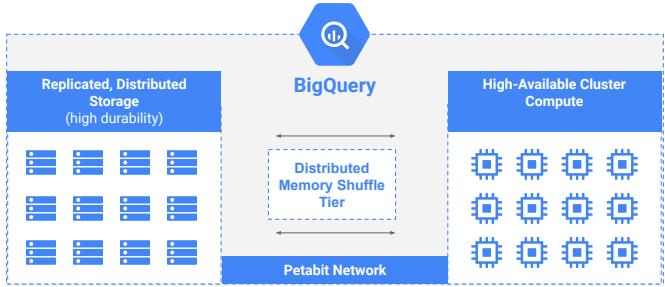 BigQuery
Replicated, Distributed
Storage
(high durability)
Distributed
Memory Shuffle
Tier
Petabit Network
High-Available Cluster
Compute